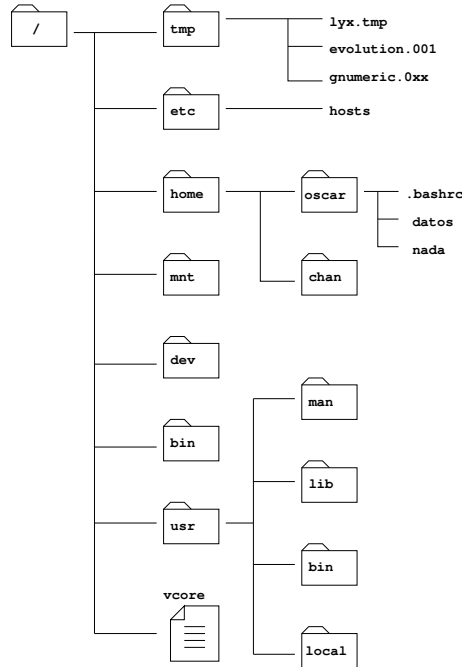 /
tmp
lyx.tmp
evolution.001
gnumeric.0xx
etc
hosts
home
oscar
.bashrc
datos
nada
mnt
chan
dev
man
bin
lib
usr
bin
vcore
local